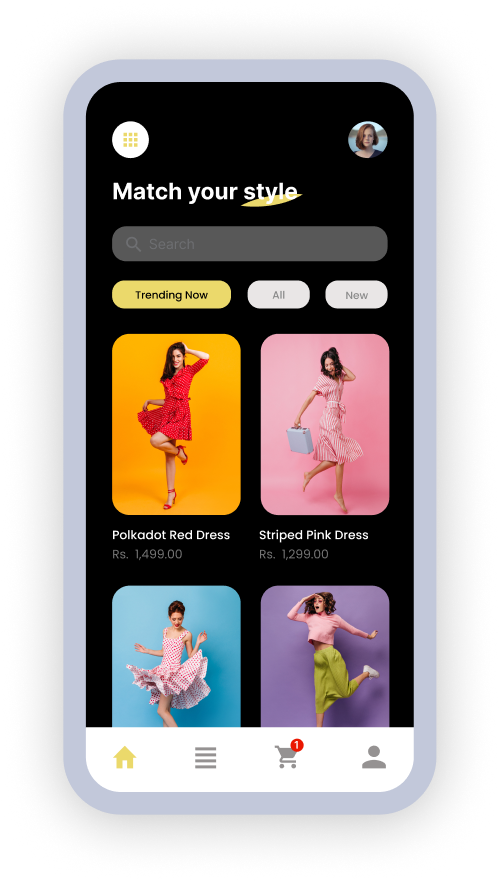 Match your style
Search
Trending Now
All
New
Polkadot Red Dress
Striped Pink Dress
Rs. 1,499.00
Rs. 1,299.00
1